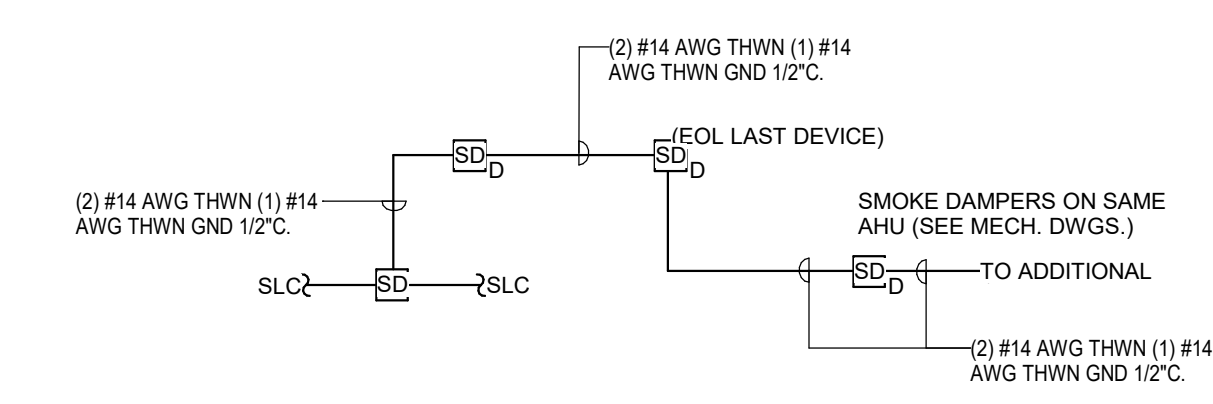 (2) #14 AWG THWN (1) #14
AWG THWN GND 1/2"C.
(EOL LAST DEVICE)
SD
D
SD
D
(2) #14 AWG THWN (1) #14
AWG THWN GND 1/2"C.
SMOKE DAMPERS ON SAME
AHU (SEE MECH. DWGS.)
SLC
SD
SLC
SD
D
TO ADDITIONAL
(2) #14 AWG THWN (1) #14
AWG THWN GND 1/2"C.